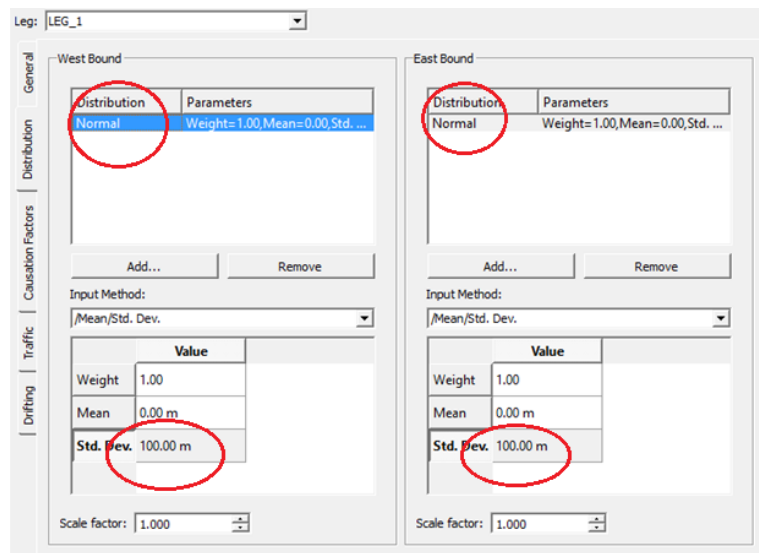 Leg: LEG_1
General
Distribution
Causation Factors
Traffic
Drifting
West Bound
Distribution Parameters
Normal Weight=1.00,Mean=0.00,Std. ...
Add... Remove
Input Method:
/Mean/Std. Dev.
Value
Weight 1.00
Mean 0.00 m
Std. Dev. 100.00 m
Scale factor: 1.000
East Bound
Distribution Parameters
Normal Weight=1.00,Mean=0.00,Std. ...
Add... Remove
Input Method:
/Mean/Std. Dev.
Value
Weight 1.00
Mean 0.00 m
Std. Dev. 100.00 m
Scale factor: 1.000